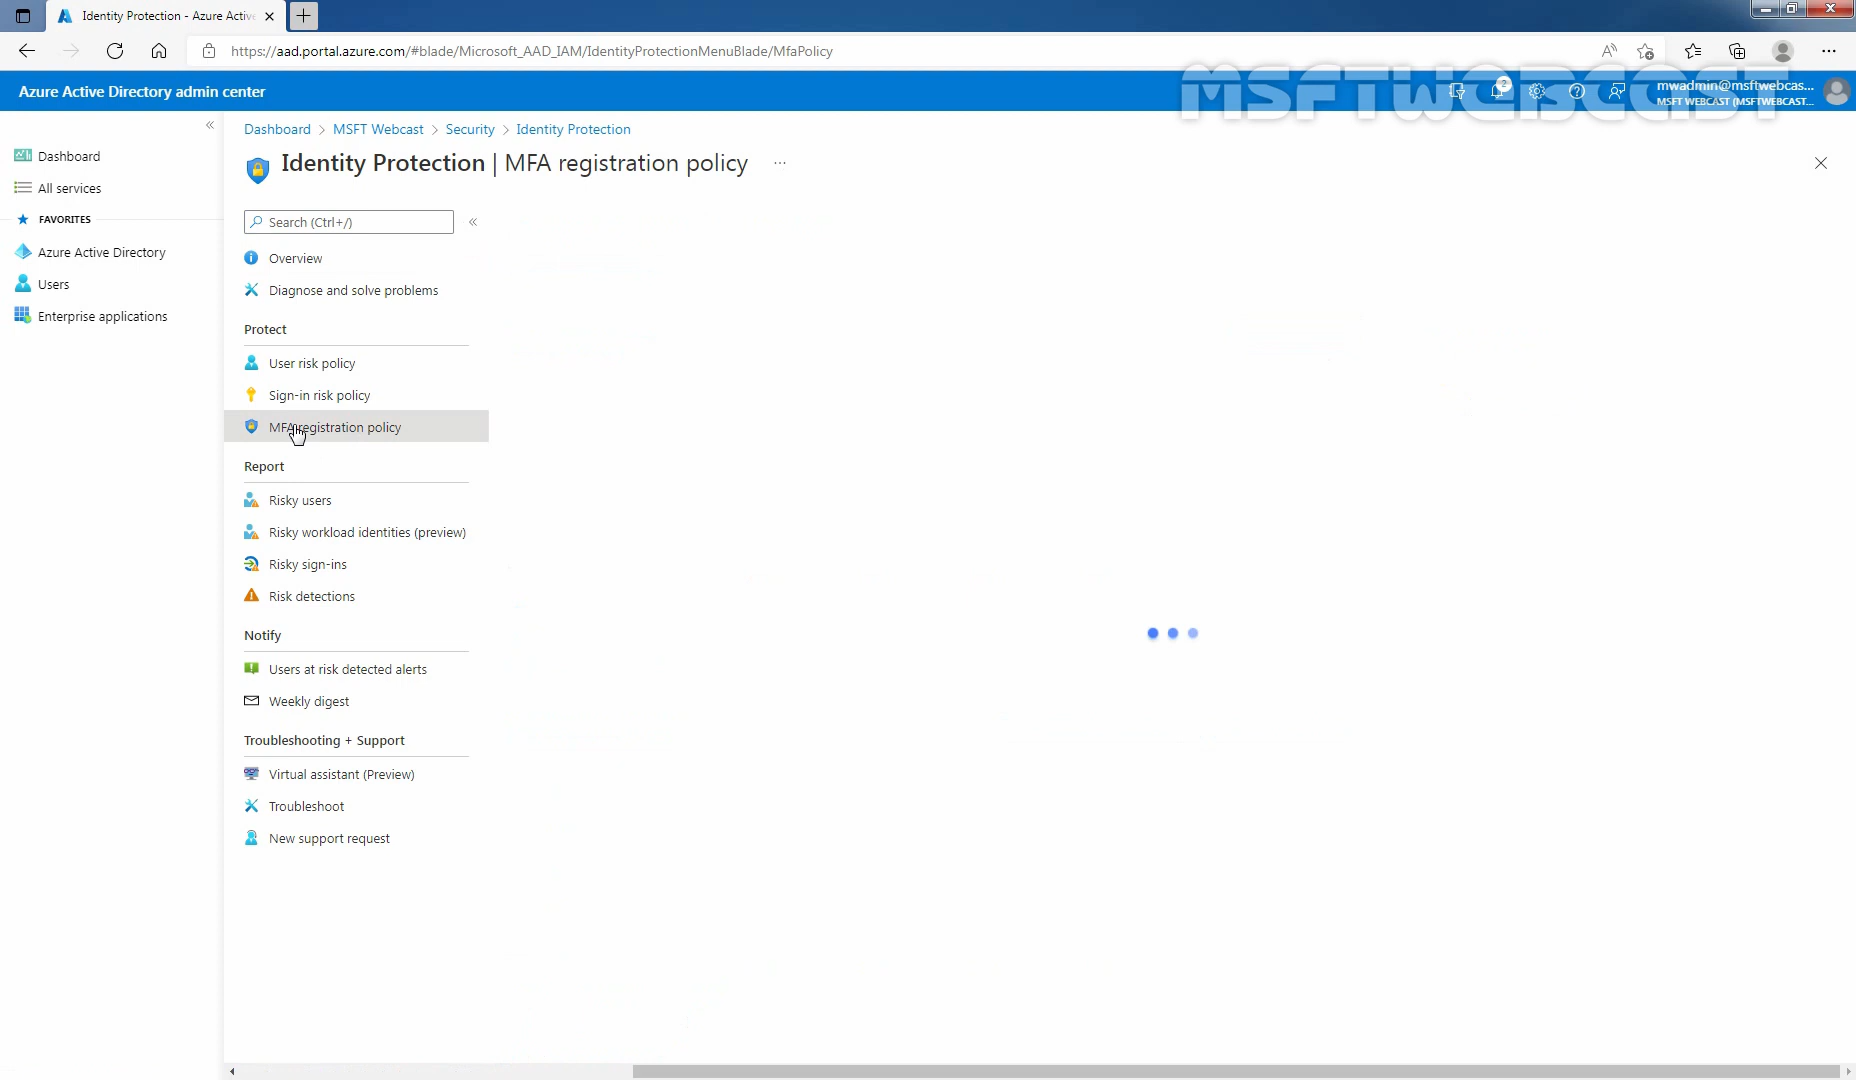 Identity Protection - Azure Active
https://aad.portal.azure.com/#blade/Microsoft_AAD_IAM/IdentityProtectionMenuBlade/MfaPolicy
MSFTWEBCAST
Azure Active Directory admin center
2
mwadmin@msftwebcas...
MSFT WEBCAST (MSFTWEBCAST...
Dashboard > MSFT Webcast > Security > Identity Protection
Identity Protection | MFA registration policy ...
Dashboard
All services
FAVORITES
Azure Active Directory
Users
Enterprise applications
Search (Ctrl+/)
Overview
Diagnose and solve problems
Protect
User risk policy
Sign-in risk policy
MFA registration policy
Report
Risky users
Risky workload identities (preview)
Risky sign-ins
Risk detections
Notify
Users at risk detected alerts
Weekly digest
Troubleshooting + Support
Virtual assistant (Preview)
Troubleshoot
New support request